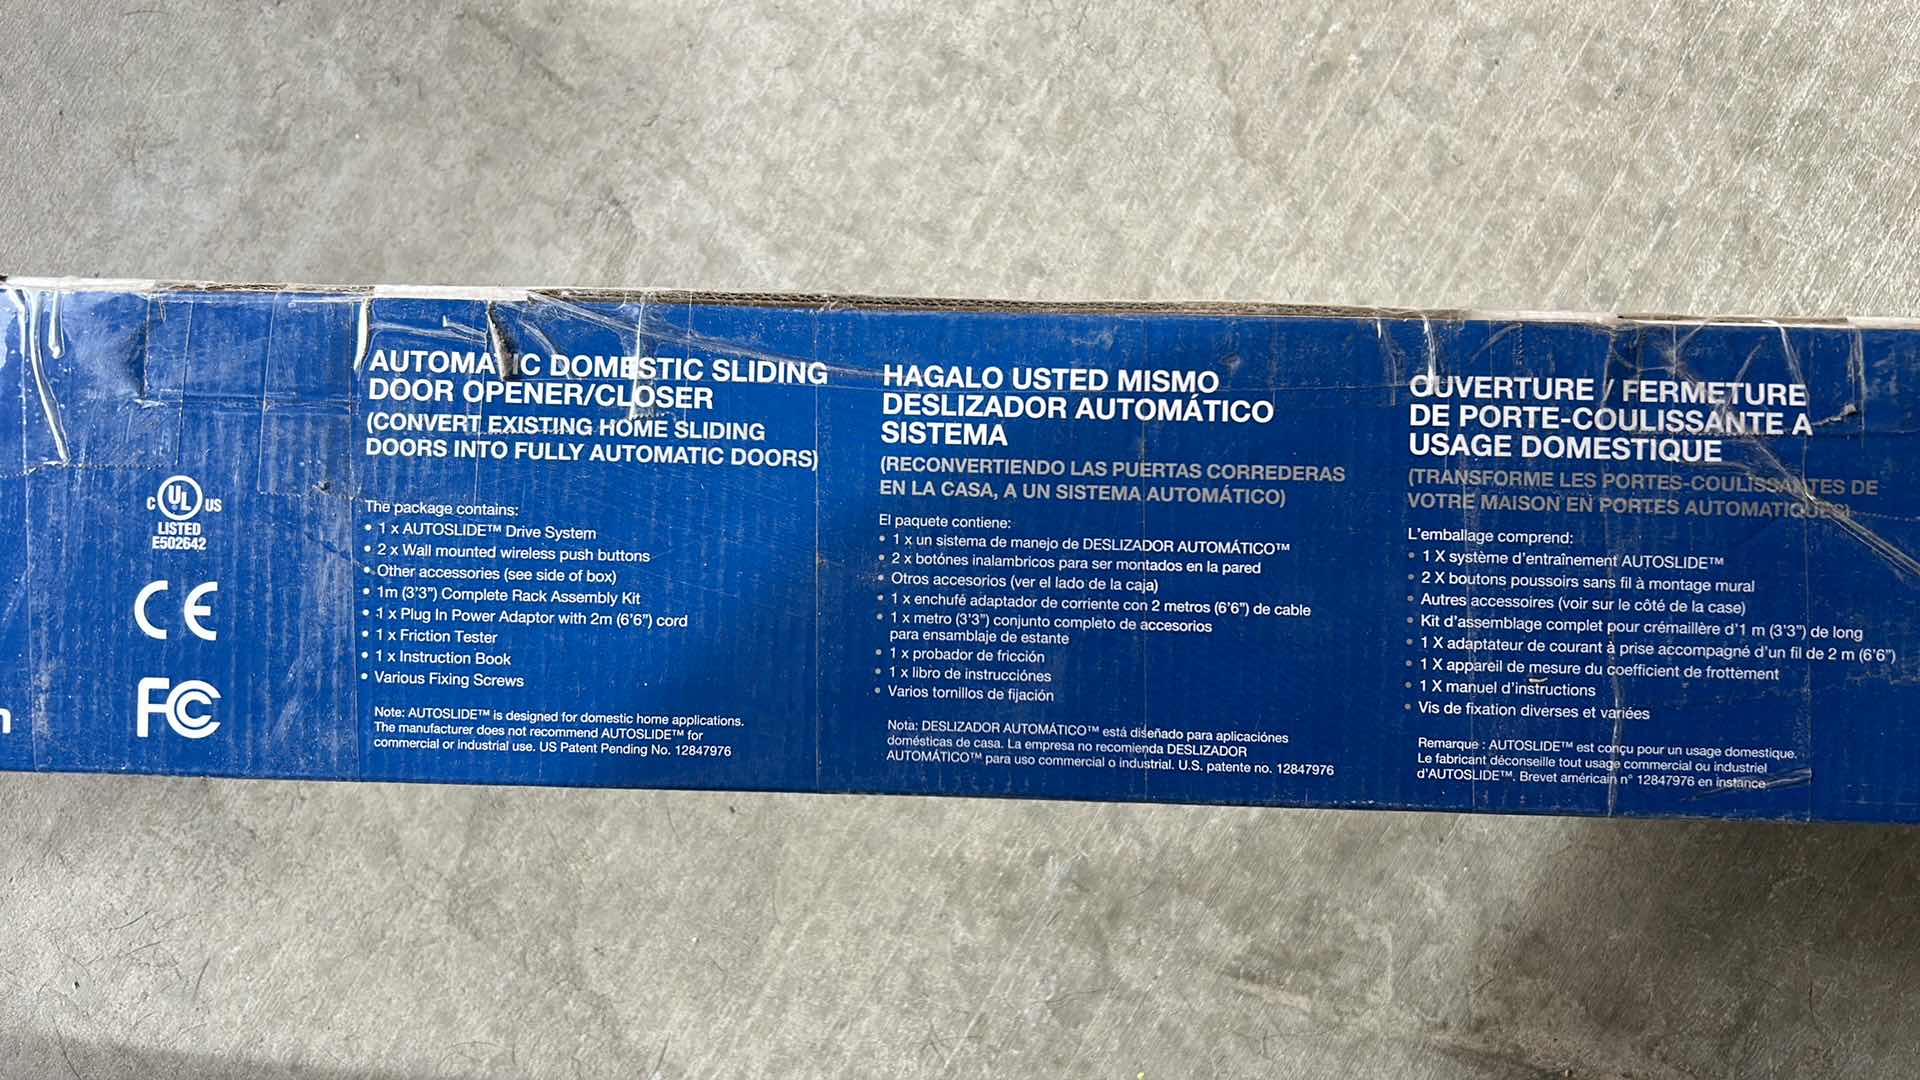 C UL US
LISTED
E502642
CE
FC
AUTOMATIC DOMESTIC SLIDING
DOOR OPENER/CLOSER
(CONVERT EXISTING HOME SLIDING
DOORS INTO FULLY AUTOMATIC DOORS)
The package contains:
• 1 x AUTOSLIDE™ Drive System
• 2 x Wall mounted wireless push buttons
• Other accessories (see side of box)
• 1m (3'3") Complete Rack Assembly Kit
• 1 x Plug In Power Adaptor with 2m (6'6") cord
• 1 x Friction Tester
• 1 x Instruction Book
• Various Fixing Screws
Note: AUTOSLIDE™ is designed for domestic home applications.
The manufacturer does not recommend AUTOSLIDE™ for
commercial or industrial use. US Patent Pending No. 12847976
HAGALO USTED MISMO
DESLIZADOR AUTOMÁTICO
SISTEMA
(RECONVERTIENDO LAS PUERTAS CORREDERAS
EN LA CASA, A UN SISTEMA AUTOMÁTICO)
El paquete contiene:
• 1 x un sistema de manejo de DESLIZADOR AUTOMÁTICO™
• 2 x botónes inalambricos para ser montados en la pared
• Otros accesorios (ver el lado de la caja)
• 1 x enchufé adaptador de corriente con 2 metros (6'6") de cable
• 1 x metro (3'3") conjunto completo de accesorios
para ensamblaje de estante
• 1 x probador de fricción
• 1 x libro de instrucciónes
• Varios tornillos de fijación
Nota: DESLIZADOR AUTOMÁTICO™ está diseñado para aplicaciónes
domésticas de casa. La empresa no recomienda DESLIZADOR
AUTOMÁTICO™ para uso commercial o industrial. U.S. patente no. 12847976
OUVERTURE / FERMETURE
DE PORTE-COULISSANTE A
USAGE DOMESTIQUE
(TRANSFORME LES PORTES-COULISSANTES DE
VOTRE MAISON EN PORTES AUTOMATIQUES)
L'emballage comprend:
• 1 X système d'entraînement AUTOSLIDE™
• 2 X boutons poussoirs sans fil à montage mural
• Autres accessoires (voir sur le côté de la case)
• Kit d'assemblage complet pour crémaillère d'1 m (3'3") de long
• 1 X adaptateur de courant à prise accompagné d'un fil de 2 m (6'6")
• 1 X appareil de mesure du coefficient de frottement
• 1 X manuel d'instructions
• Vis de fixation diverses et variées
Remarque : AUTOSLIDE™ est conçu pour un usage domestique.
Le fabricant déconseille tout usage commercial ou industriel
d'AUTOSLIDE™. Brevet américain n° 12847976 en instance